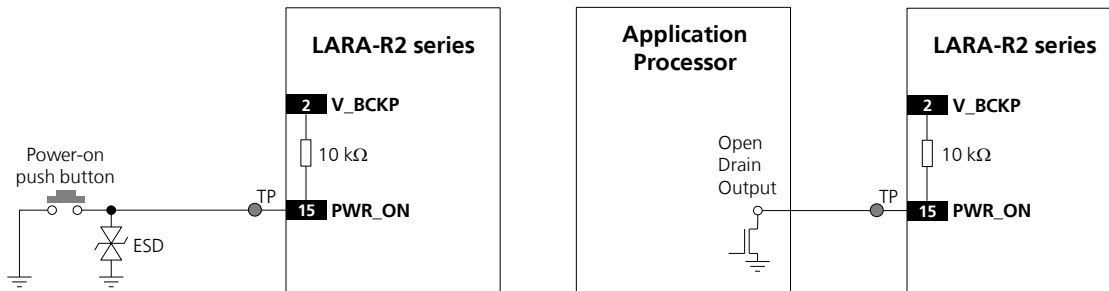 LARA-R2 series
2 V_BCKP
10 kΩ
Power-on
push button
TP
15 PWR_ON
ESD
Application
Processor
Open
Drain
Output
LARA-R2 series
2 V_BCKP
10 kΩ
TP
15 PWR_ON